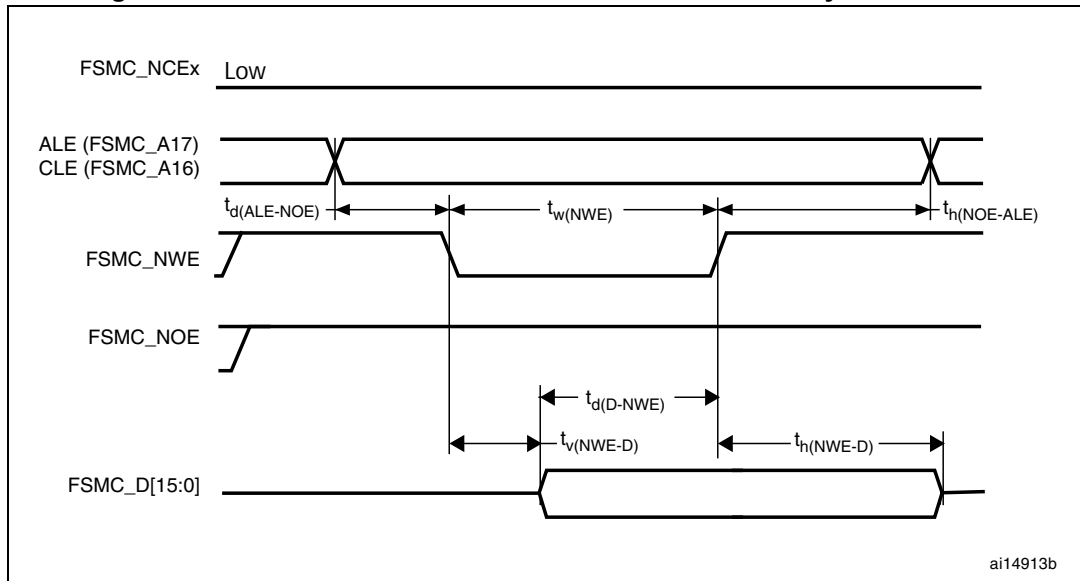 FSMC_NCEx Low
ALE (FSMC_A17)
CLE (FSMC_A16)
td(ALE-NOE) tw(NWE) th(NOE-ALE)
FSMC_NWE
FSMC_NOE
td(D-NWE)
tv(NWE-D) th(NWE-D)
FSMC_D[15:0]
ai14913b